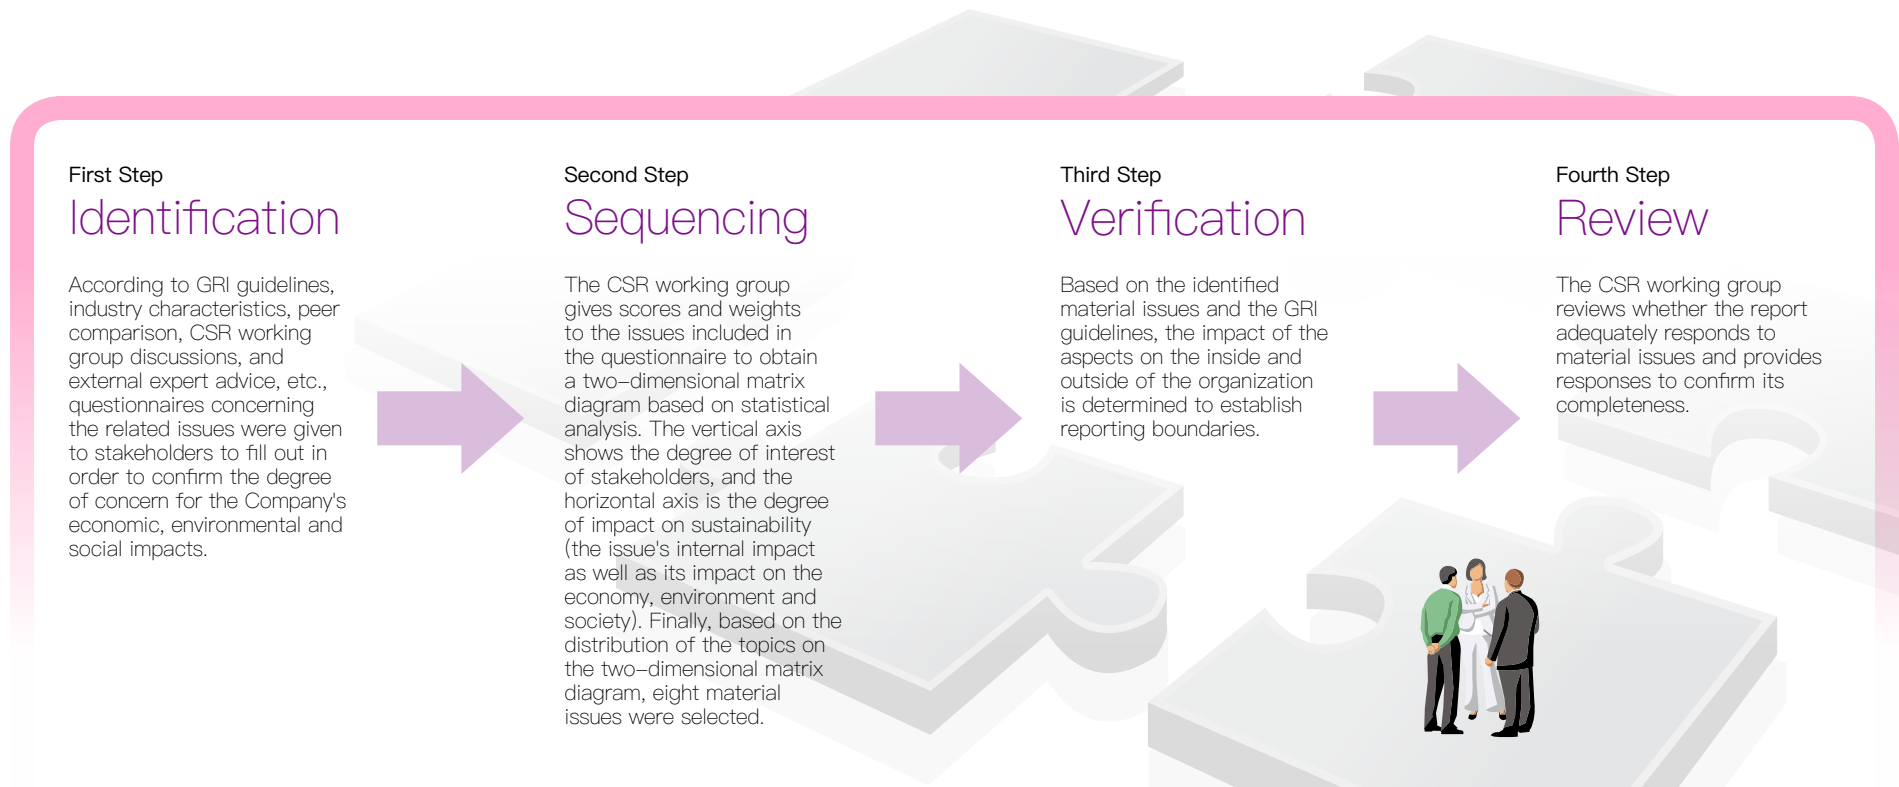 First Step
Identification
According to GRI guidelines,
industry characteristics, peer
comparison, CSR working
group discussions, and
external expert advice, etc.,
questionnaires concerning
the related issues were given
to stakeholders to fill out in
order to confirm the degree
of concern for the Company's
economic, environmental and
social impacts.
Second Step
Sequencing
The CSR working group
gives scores and weights
to the issues included in
the questionnaire to obtain
a two-dimensional matrix
diagram based on statistical
analysis. The vertical axis
shows the degree of interest
of stakeholders, and the
horizontal axis is the degree
of impact on sustainability
(the issue's internal impact
as well as its impact on the
economy, environment and
society). Finally, based on the
distribution of the topics on
the two-dimensional matrix
diagram, eight material
issues were selected.
Third Step
Verification
Based on the identified
material issues and the GRI
guidelines, the impact of the
aspects on the inside and
outside of the organization
is determined to establish
reporting boundaries.
Fourth Step
Review
The CSR working group
reviews whether the report
adequately responds to
material issues and provides
responses to confirm its
completeness.